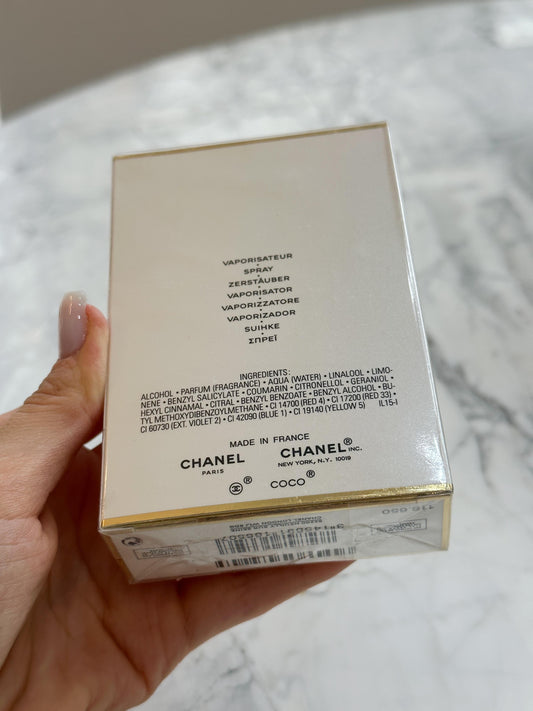 VAPORISATEUR
•
SPRAY
•
ZERSTÄUBER
•
VAPORISATOR
•
VAPORIZZATORE
•
VAPORIZADOR
•
SUIHKE
•
ΣΠΡΕΪ
INGREDIENTS:
ALCOHOL • PARFUM (FRAGRANCE) • AQUA (WATER) • LINALOOL • LIMO-
NENE • BENZYL SALICYLATE • COUMARIN • CITRONELLOL • GERANIOL •
HEXYL CINNAMAL • CITRAL • BENZYL BENZOATE • BENZYL ALCOHOL • BU-
TYL METHOXYDIBENZOYLMETHANE • CI 14700 (RED 4) • CI 17200 (RED 33) •
CI 60730 (EXT. VIOLET 2) • CI 42090 (BLUE 1) • CI 19140 (YELLOW 5) IL15-I
MADE IN FRANCE
CHANEL CHANEL® INC.
PARIS NEW YORK, N.Y. 10019
® COCO®
116.650